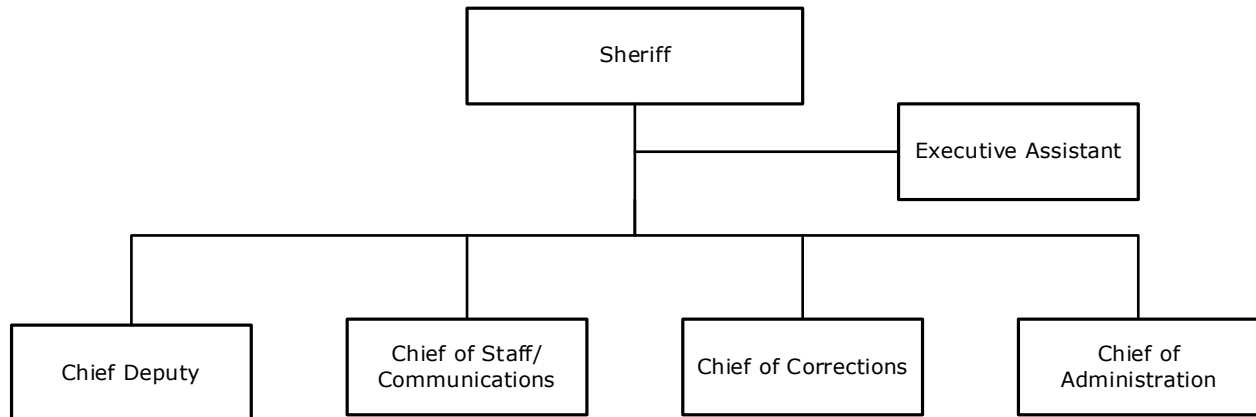 Sheriff
Executive Assistant
Chief Deputy
Chief of Staff/
Communications
Chief of Corrections
Chief of
Administration